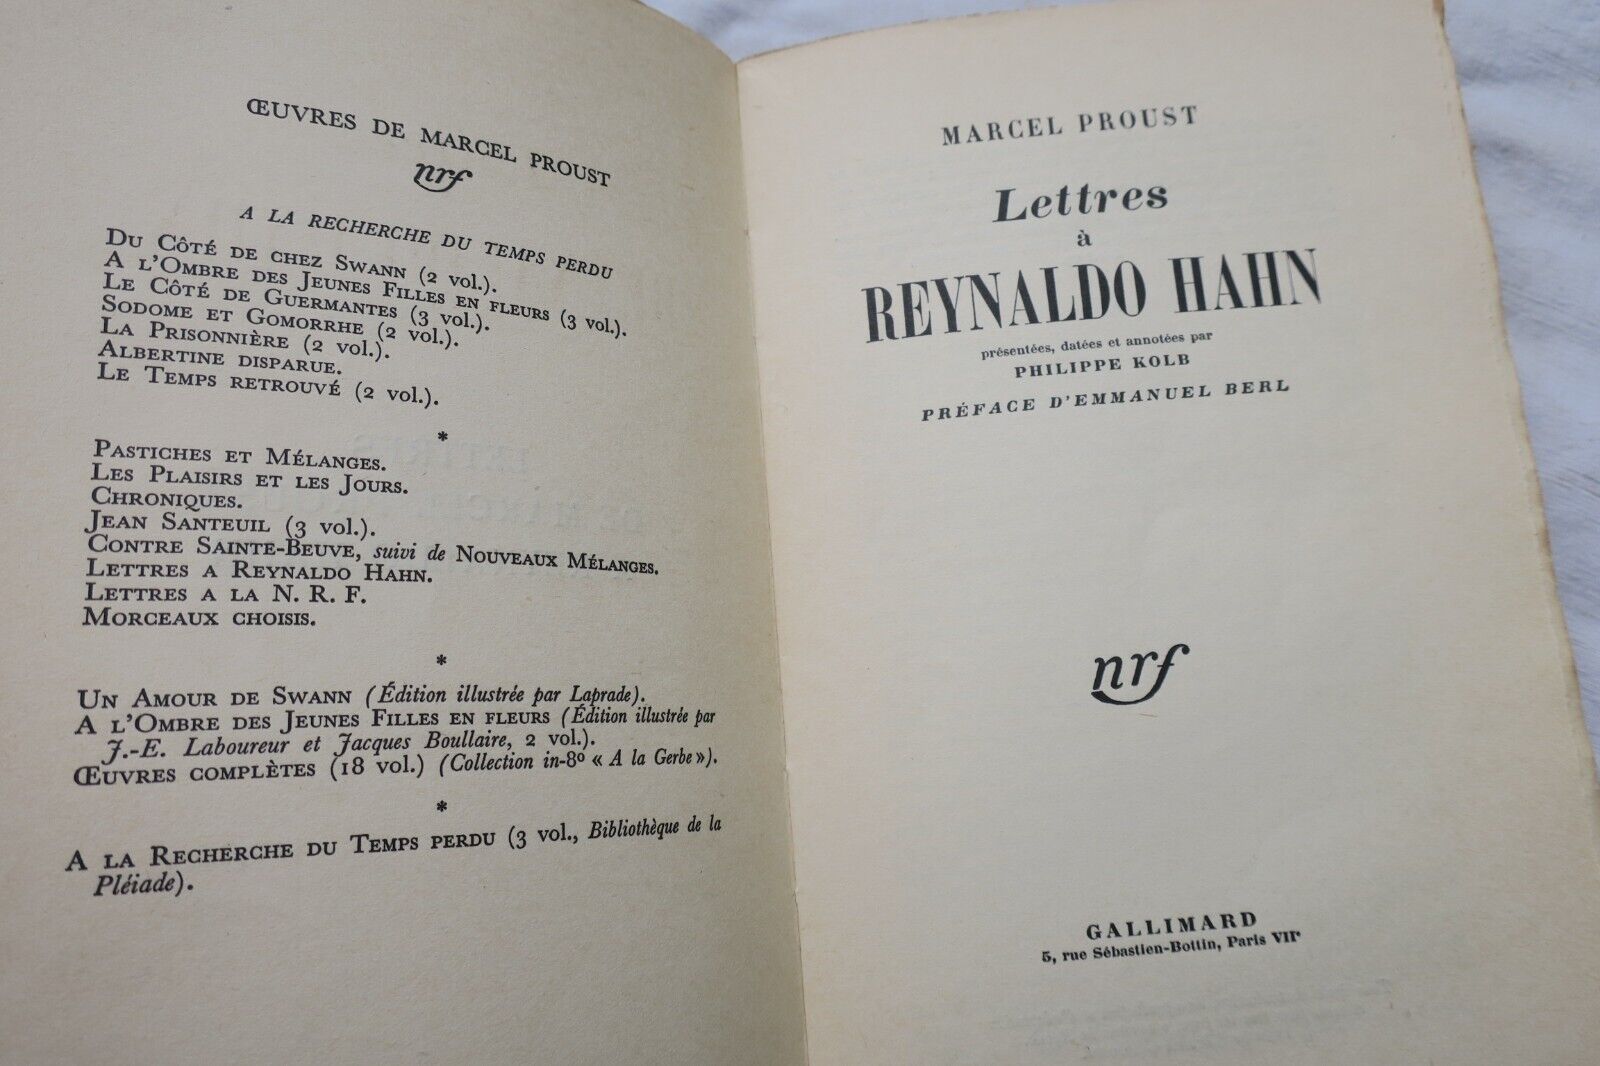 ŒUVRES DE MARCEL PROUST
nrf
A LA RECHERCHE DU TEMPS PERDU
DU CÔTÉ DE CHEZ SWANN (2 vol.).
A L'OMBRE DES JEUNES FILLES EN FLEURS (3 vol.).
LE CÔTÉ DE GUERMANTES (3 vol.).
SODOME ET GOMORRHE (2 vol.).
LA PRISONNIÈRE (2 vol.).
ALBERTINE DISPARUE.
LE TEMPS RETROUVÉ (2 vol.).
*
PASTICHES ET MÉLANGES.
LES PLAISIRS ET LES JOURS.
CHRONIQUES.
JEAN SANTEUIL (3 vol.).
CONTRE SAINTE-BEUVE, suivi de NOUVEAUX MÉLANGES.
LETTRES A REYNALDO HAHN.
LETTRES A LA N. R. F.
MORCEAUX CHOISIS.
*
UN AMOUR DE SWANN (Édition illustrée par Laprade).
A L'OMBRE DES JEUNES FILLES EN FLEURS (Édition illustrée par
J.-E. Laboureur et Jacques Boullaire, 2 vol.).
ŒUVRES COMPLÈTES (18 vol.) (Collection in-8º « A la Gerbe »).
*
A LA RECHERCHE DU TEMPS PERDU (3 vol., Bibliothèque de la
Pléiade).
MARCEL PROUST
Lettres
à
REYNALDO HAHN
présentées, datées et annotées par
PHILIPPE KOLB
PRÉFACE D'EMMANUEL BERL
nrf
GALLIMARD
5, rue Sébastien-Bottin, Paris VIIe